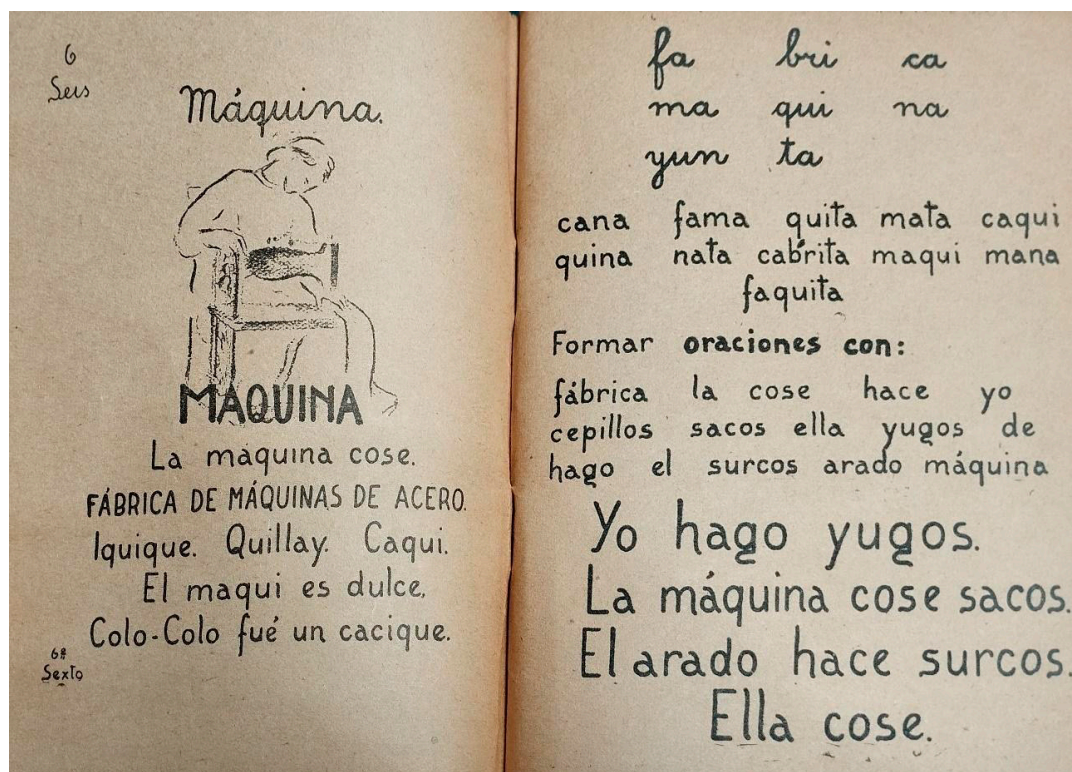 6
Seis
Máquina.
MAQUINA
La maquina cose.
FÁBRICA DE MÁQUINAS DE ACERO.
Iquique. Quillay. Caqui.
El maqui es dulce,
Colo-Colo fué un cacique.
6º
Sexto
fa bri ca
ma qui na
yun ta
cana fama quita mata caqui
quina nata cabrita maqui mana
faquita
Formar oraciones con:
fábrica la cose hace yo
cepillos sacos ella yugos de
hago el surcos arado máquina
Yo hago yugos.
La máquina cose sacos.
El arado hace surcos.
Ella cose.